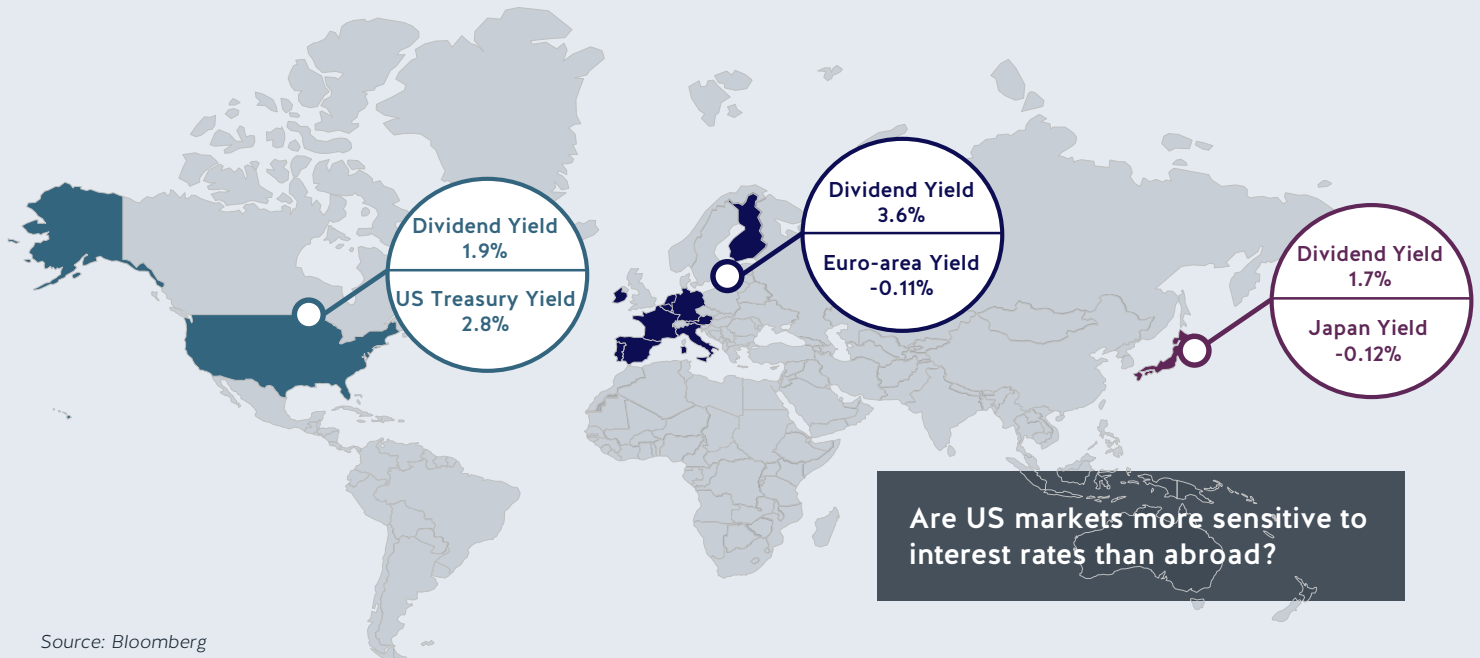 Dividend Yield
1.9%
US Treasury Yield
2.8%
Dividend Yield
3.6%
Euro-area Yield
-0.11%
Dividend Yield
1.7%
Japan Yield
-0.12%
Are US markets more sensitive to
interest rates than abroad?
Source: Bloomberg